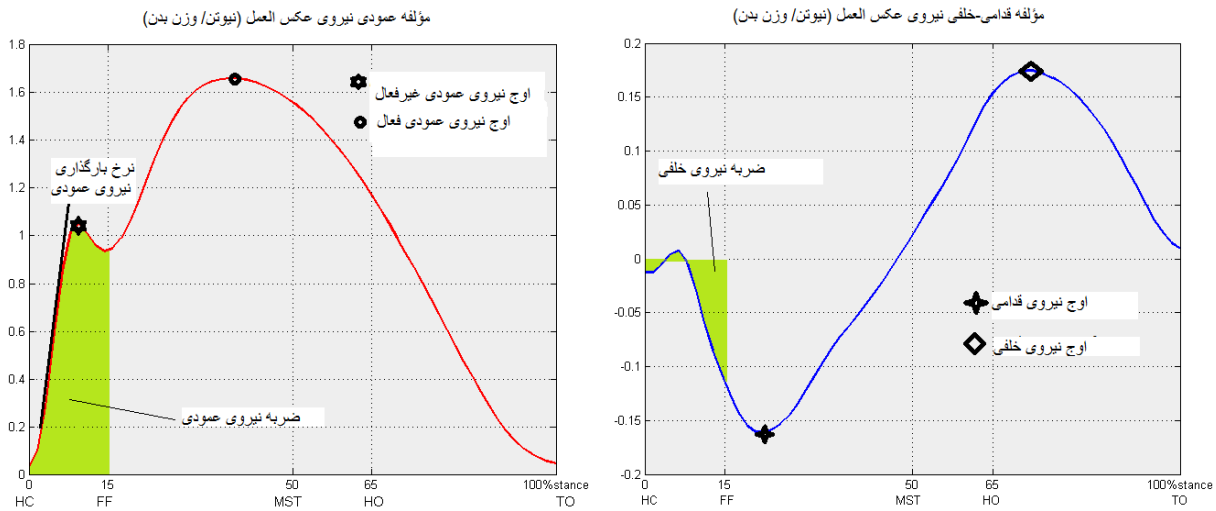 مؤلفه عمودی نیروی عکس العمل (نیوتن/ وزن بدن)
1.8
1.6
1.4
1.2
1
0.8
0.6
0.4
0.2
0
اوج نیروی عمودی غیرفعال
اوج نیروی عمودی فعال
نرخ بارگذاری
نیروی عمودی
ضربه نیروی عمودی
0 15 50 65 100%stance
HC FF MST HO TO
مؤلفه قدامی-خلفی نیروی عکس العمل (نیوتن/ وزن بدن)
0.2
0.15
0.1
0.05
0
-0.05
-0.1
-0.15
-0.2
ضربه نیروی خلفی
اوج نیروی قدامی
اوج نیروی خلفی
0 15 50 65 100%stance
HC FF MST HO TO